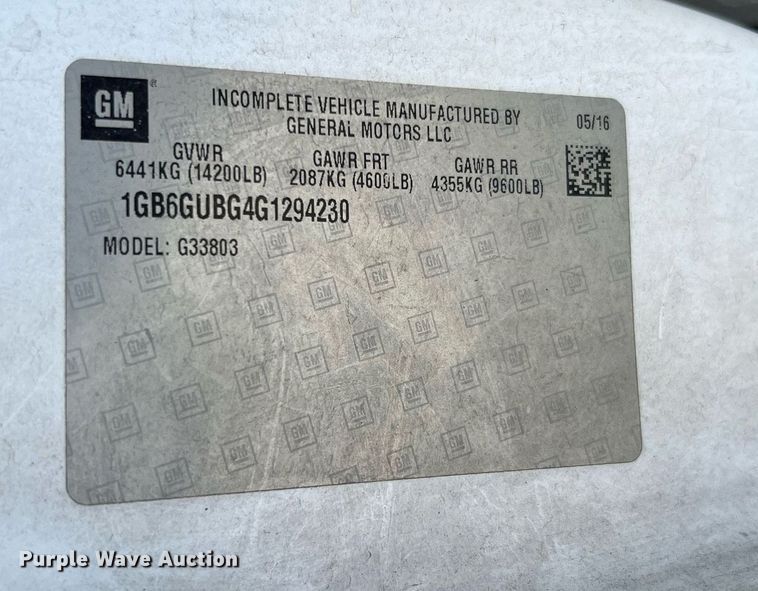 GM ®
INCOMPLETE VEHICLE MANUFACTURED BY
GENERAL MOTORS LLC
05/16
GVWR GAWR FRT GAWR RR
6441KG (14200LB) 2087KG (4600LB) 4355KG (9600LB)
1GB6GUBG4G1294230
MODEL: G33803
Purple Wave Auction